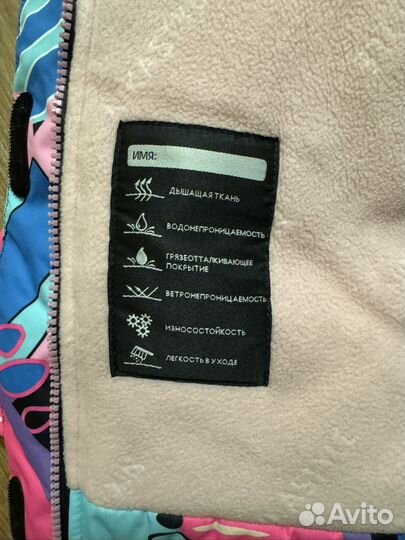 ИМЯ:
ДЫШАЩАЯ ТКАНЬ
ВОДОНЕПРОНИЦАЕМОСТЬ
ГРЯЗЕОТТАЛКИВАЮЩЕЕ
ПОКРЫТИЕ
ВЕТРОНЕПРОНИЦАЕМОСТЬ
ИЗНОСОСТОЙКОСТЬ
ЛЕГКОСТЬ В УХОДЕ
Avito